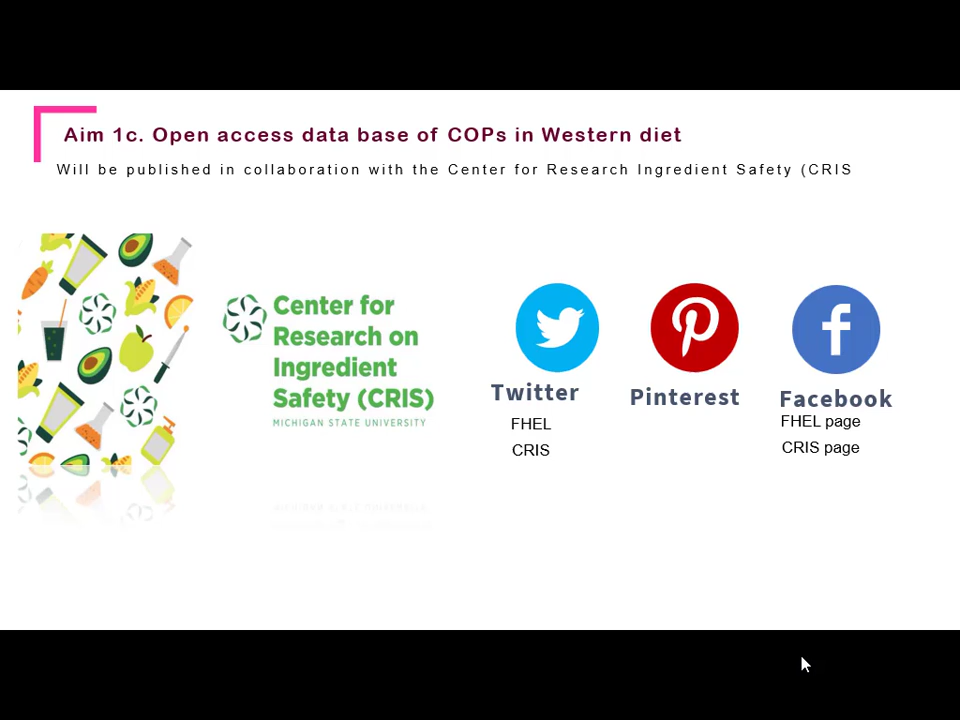 Aim 1c. Open access data base of COPs in Western diet
Will be published in collaboration with the Center for Research Ingredient Safety (CRIS
Center for
Research on
Ingredient
Safety (CRIS)
MICHIGAN STATE UNIVERSITY
Twitter
FHEL
CRIS
Pinterest
Facebook
FHEL page
CRIS page